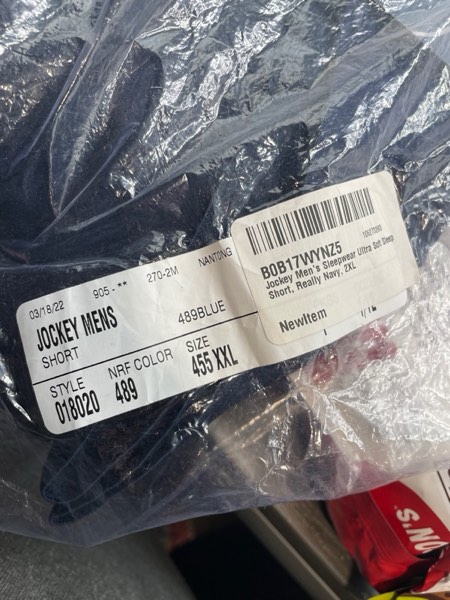 B0B17WYNZ5
Jockey Men's Sleepwear Ultra Soft Sleep
Short, Really Navy, 2XL
NewItem
03/18/22 905-** 270-2M NANTONG
JOCKEY MENS
SHORT 489BLUE
STYLE NRF COLOR SIZE
018020 489 455 XXL
N'S